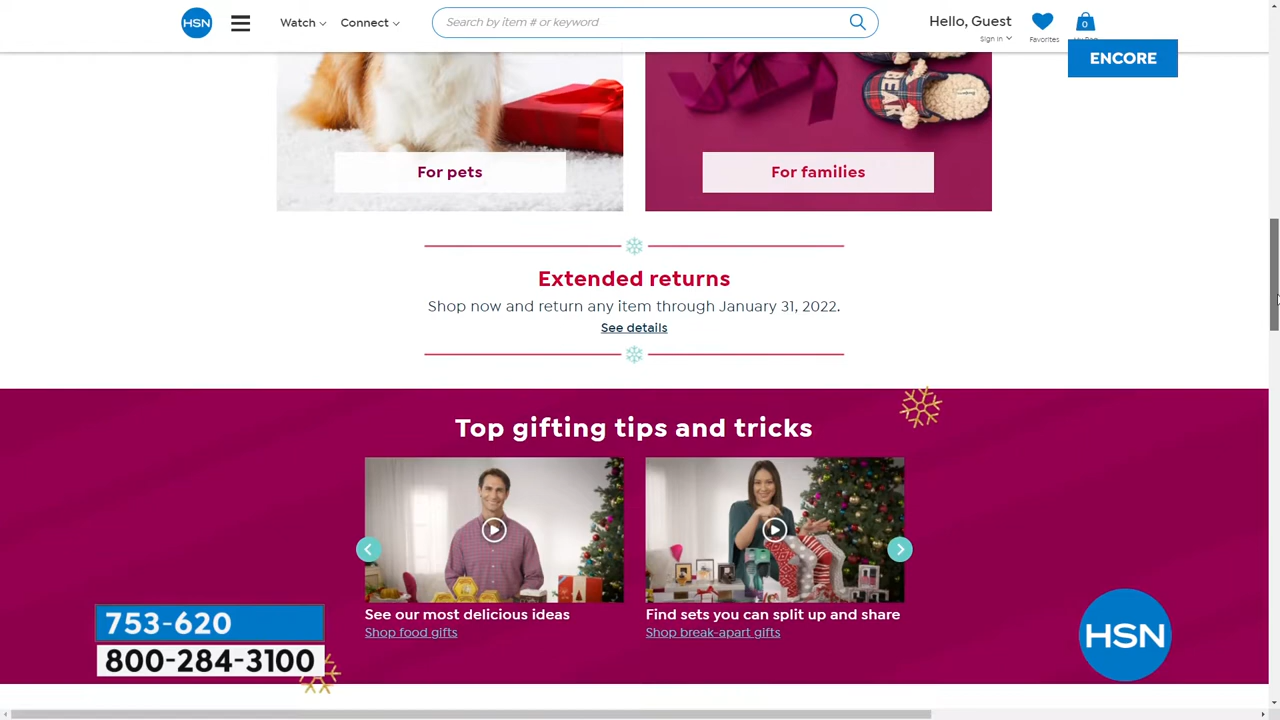 HSN
Watch
Connect
Search by item # or keyword
Hello, Guest
Sign In
Favorites
0
ENCORE
BEAR
For pets
For families
Extended returns
Shop now and return any item through January 31, 2022.
See details
Top gifting tips and tricks
See our most delicious ideas
Shop food gifts
Find sets you can split up and share
Shop break-apart gifts
753-620
800-284-3100
HSN